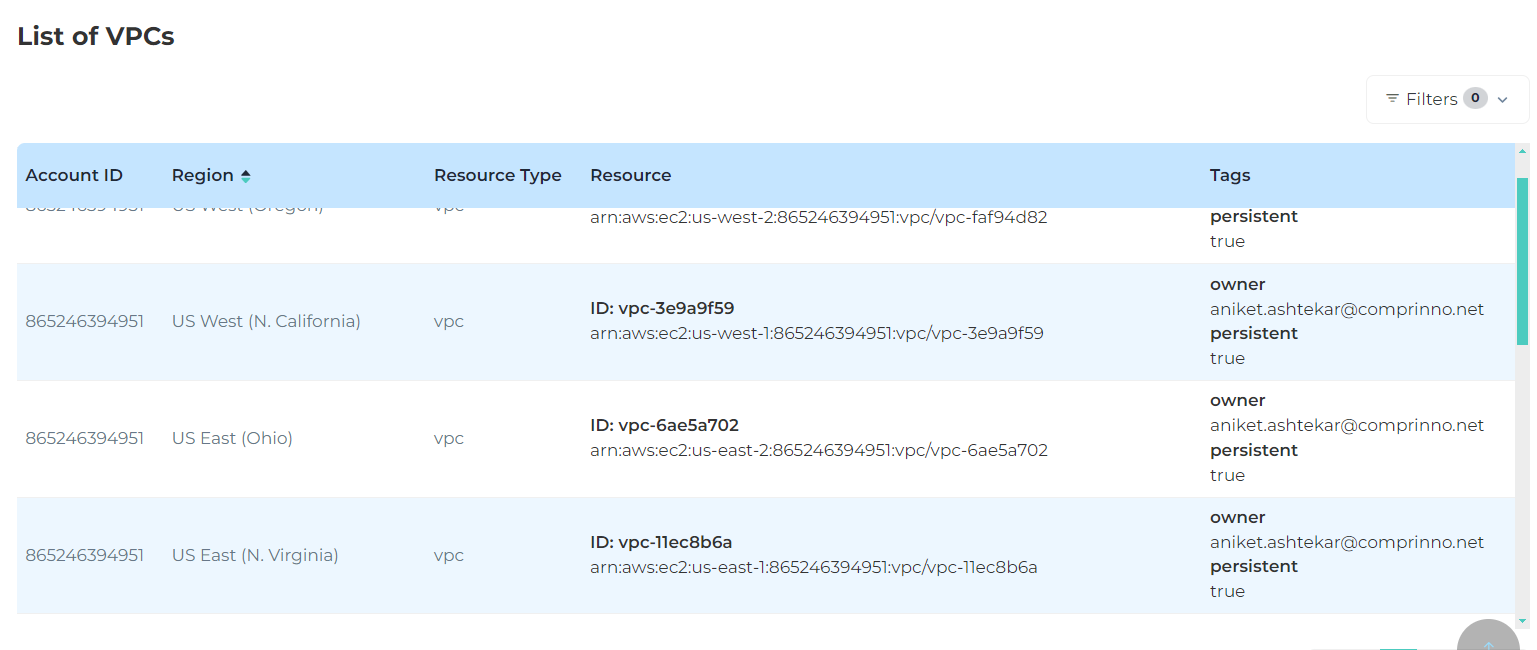 List of VPCs
Filters 0
Account ID Region Resource Type Resource Tags
865246394951 US West (Oregon) vpc arn:aws:ec2:us-west-2:865246394951:vpc/vpc-faf94d82 persistent
true
865246394951 US West (N. California) vpc
ID: vpc-3e9a9f59
arn:aws:ec2:us-west-1:865246394951:vpc/vpc-3e9a9f59
owner
aniket.ashtekar@comprinno.net
persistent
true
865246394951 US East (Ohio) vpc
ID: vpc-6ae5a702
arn:aws:ec2:us-east-2:865246394951:vpc/vpc-6ae5a702
owner
aniket.ashtekar@comprinno.net
persistent
true
865246394951 US East (N. Virginia) vpc
ID: vpc-11ec8b6a
arn:aws:ec2:us-east-1:865246394951:vpc/vpc-11ec8b6a
owner
aniket.ashtekar@comprinno.net
persistent
true